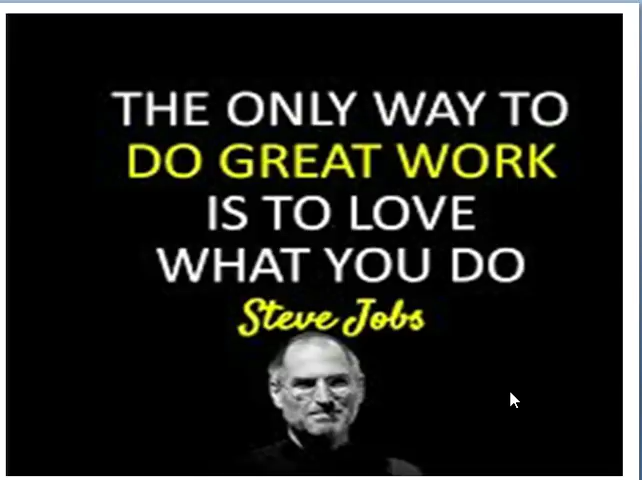 THE ONLY WAY TO
DO GREAT WORK
IS TO LOVE
WHAT YOU DO
Steve Jobs